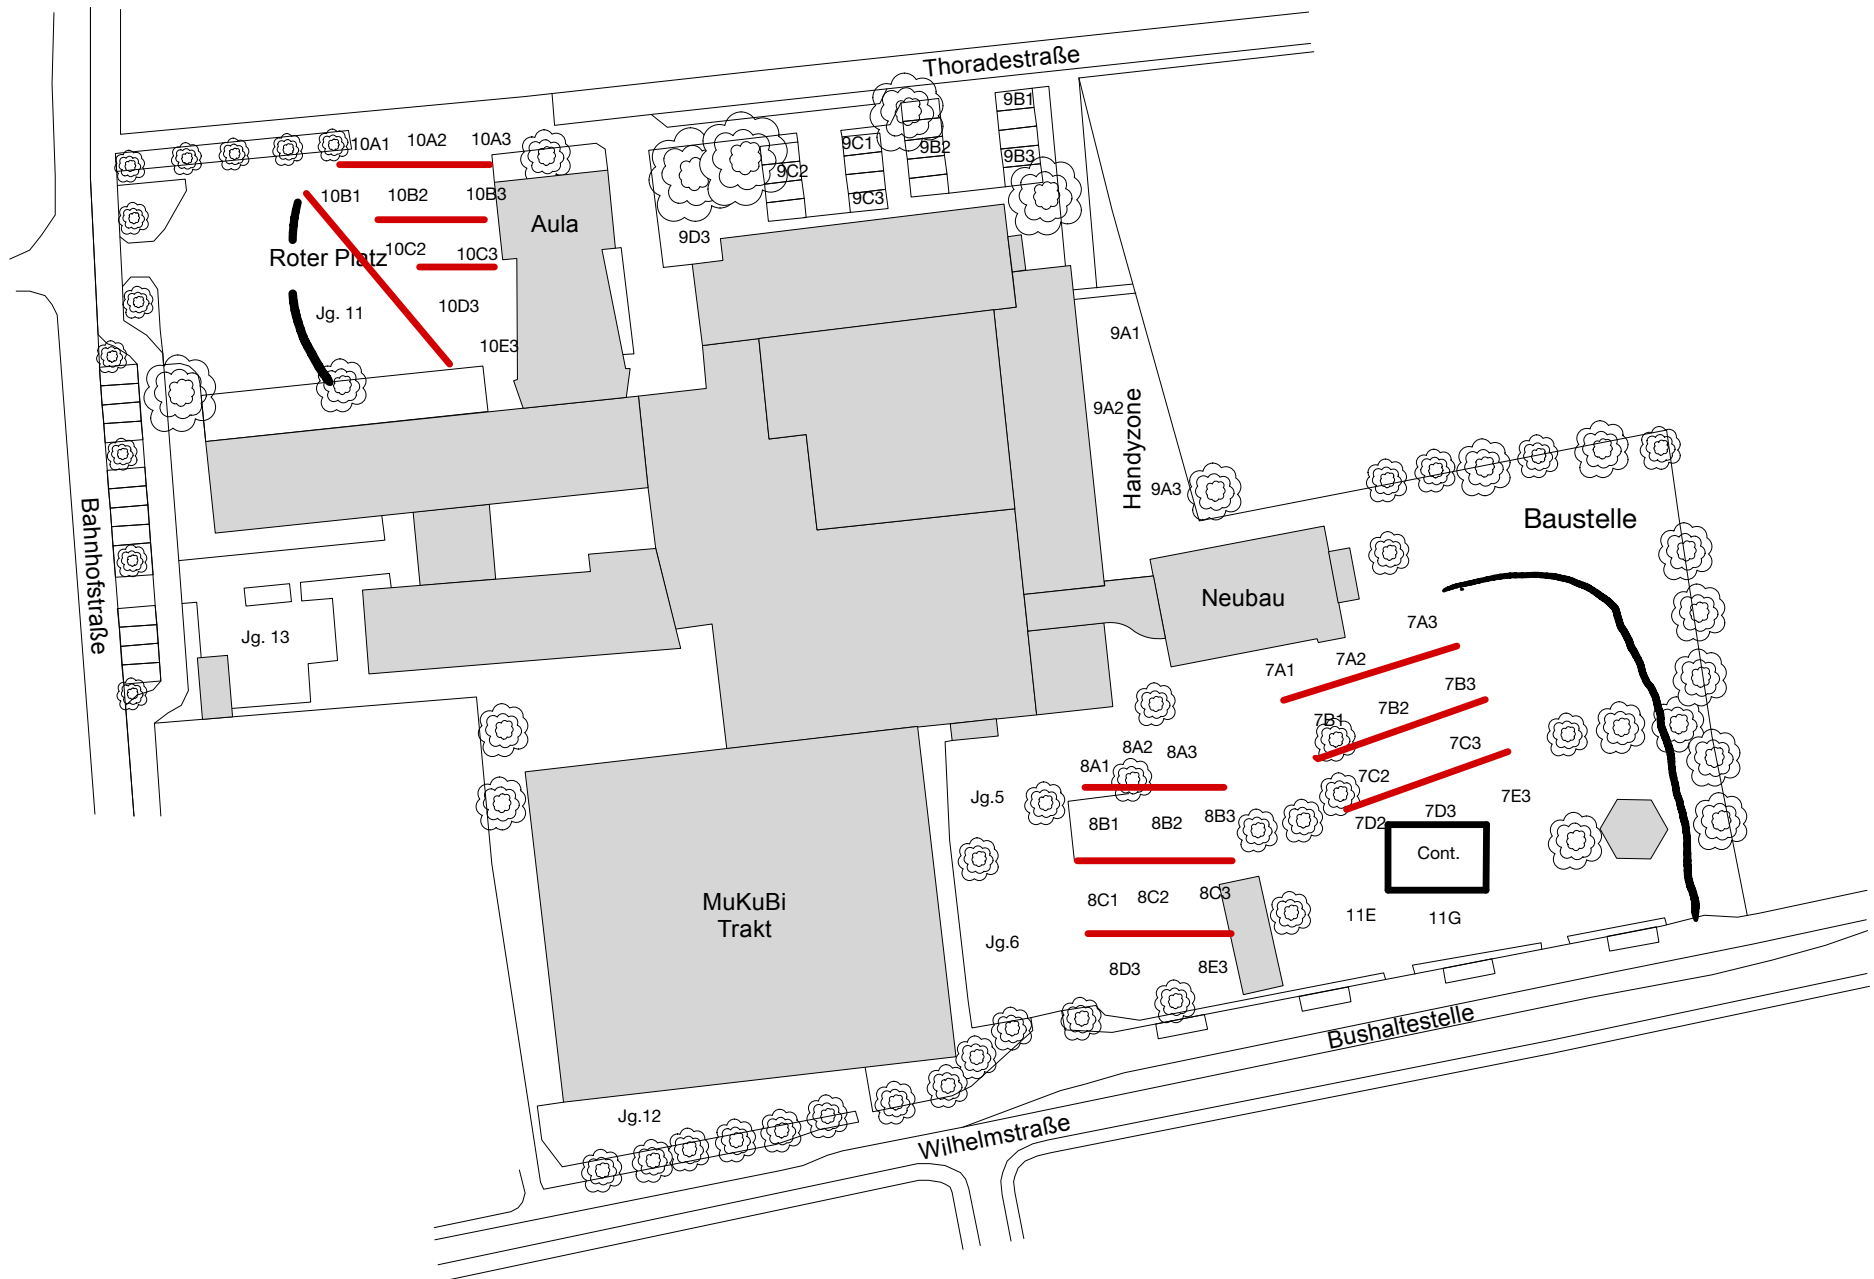 Thoradestraße
9B1
10A1
10A2
10A3
9C1
9B2
9B3
9C2
9C3
10B1
10B2
10B3
Aula
9D3
Roter Platz
10C2
10C3
Jg. 11
10D3
10E3
9A1
9A2
Handyzone
9A3
Bahnhofstraße
Baustelle
Neubau
Jg. 13
7A3
7A1
7A2
7B3
7B1
7B2
7C3
8A2
8A3
8A1
7C2
Jg.5
7E3
8B1
8B2
8B3
7D2
7D3
Cont.
MuKuBi
Trakt
8C1
8C2
8C3
11E
11G
Jg.6
8D3
8E3
Bushaltestelle
Jg.12
Wilhelmstraße